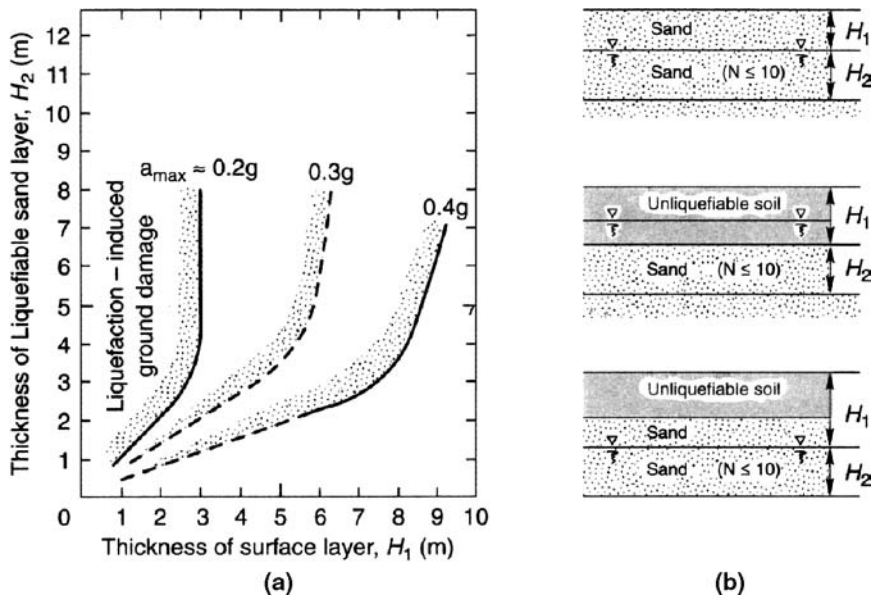 Thickness of Liquefiable sand layer, H₂ (m)
12
11
10
9
8
7
6
5
4
3
2
1
0
1 2 3 4 5 6 7 8 9 10
Thickness of surface layer, H₁ (m)
a_max ≈ 0.2g
0.3g
0.4g
Liquefaction – induced
ground damage
(a)
Sand
H₁
Sand (N ≤ 10)
H₂
Unliquefiable soil
H₁
Sand (N ≤ 10)
H₂
Unliquefiable soil
H₁
Sand
Sand (N ≤ 10)
H₂
(b)